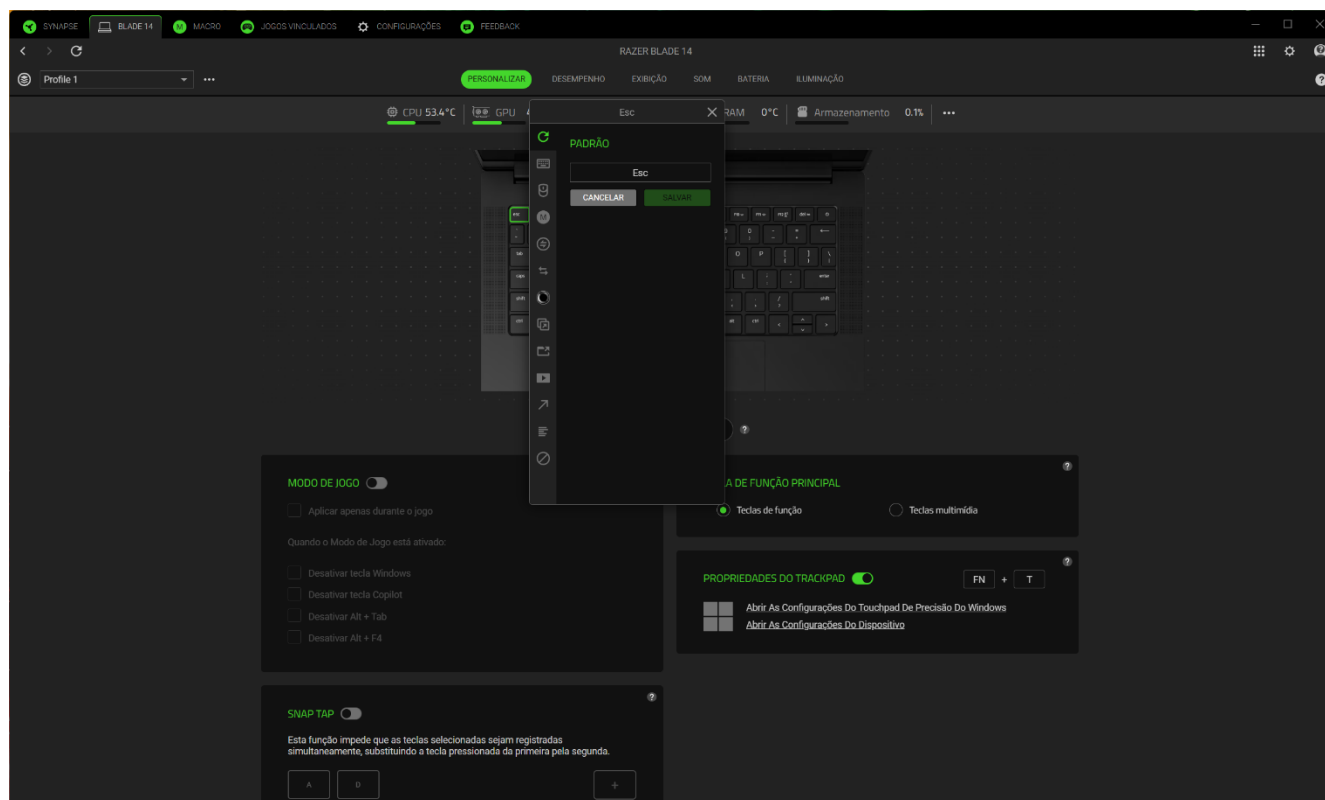 SYNAPSE BLADE 14 MACRO JOGOS VINCULADOS CONFIGURAÇÕES FEEDBACK
RAZER BLADE 14
Profile 1
PERSONALIZAR DESEMPENHO EXIBIÇÃO SOM BATERIA ILUMINAÇÃO
CPU 53.4°C GPU RAM 0°C Armazenamento 0.1%
Esc
PADRÃO
Esc
CANCELAR SALVAR
MODO DE JOGO
Aplicar apenas durante o jogo
Quando o Modo de Jogo está ativado:
Desativar tecla Windows
Desativar tecla Copilot
Desativar Alt + Tab
Desativar Alt + F4
DE FUNÇÃO PRINCIPAL
Teclas de função Teclas multimídia
PROPRIEDADES DO TRACKPAD FN + T
Abrir As Configurações Do Touchpad De Precisão Do Windows
Abrir As Configurações Do Dispositivo
SNAP TAP
Esta função impede que as teclas selecionadas sejam registradas
simultaneamente, substituindo a tecla pressionada da primeira pela segunda.
A D +